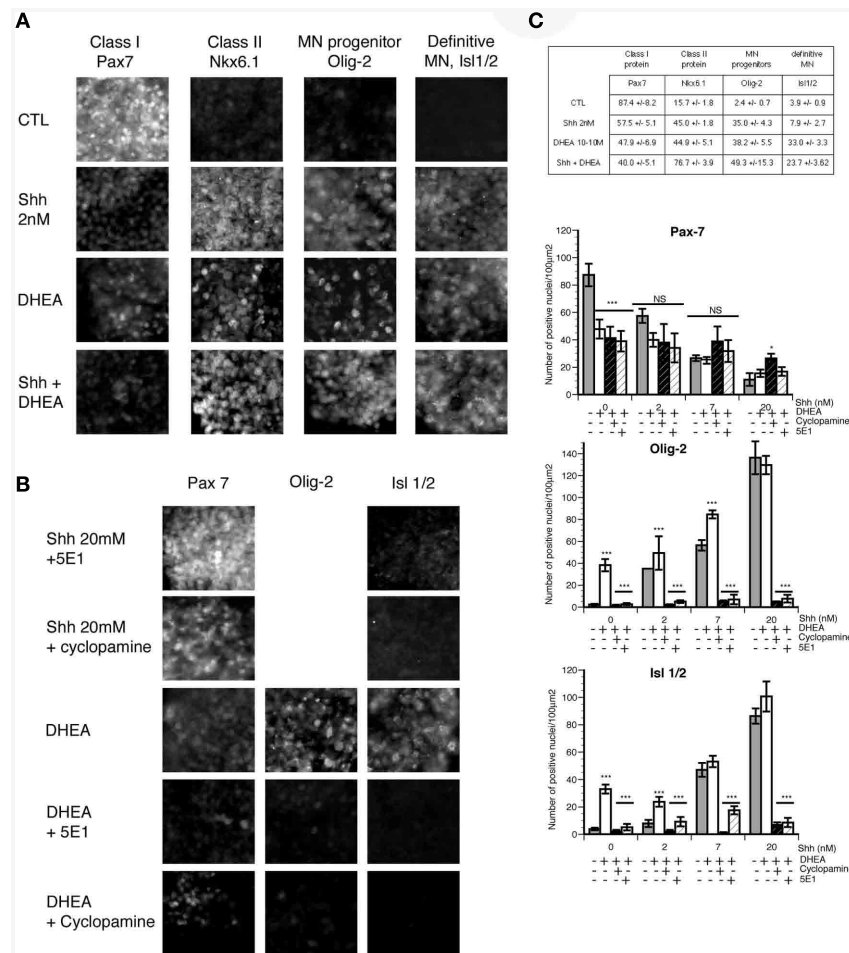 A
Class I
Pax7
Class II
Nkx6.1
MN progenitor
Olig-2
Definitive
MN, Isl1/2
CTL
Shh
2nM
DHEA
Shh +
DHEA
B
Pax 7
Olig-2
Isl 1/2
Shh 20mM
+5E1
Shh 20mM
+ cyclopamine
DHEA
DHEA
+ 5E1
DHEA
+ Cyclopamine
C
Class I protein
Class II protein
MN progenitors
definitive MN
Pax7 Nkx6.1 Olig-2 Isl1/2
CTL 87.4 +/-8.2 15.7 +/- 1.8 2.4 +/- 0.7 3.9 +/- 0.9
Shh 2nM 57.5 +/- 5.1 45.0 +/- 1.8 35.0 +/- 4.3 7.9 +/- 2.7
DHEA 10-10M 47.9 +/-6.9 44.9 +/- 5.1 38.2 +/- 5.5 33.0 +/- 3.3
Shh + DHEA 40.0 +/-5.1 76.7 +/- 3.9 49.3 +/-15.3 23.7 +/-3.62
Pax-7
Number of positive nuclei/100µm2
120
100
80
60
40
20
0
***
NS
NS
*
0 2 7 20 Shh (nM)
- + + + - + + + - + + + - + + + DHEA
- - + - - - + - - - + - - - + - Cyclopamine
- - - + - - - + - - - + - - - + 5E1
Olig-2
Number of positive nuclei/100µm2
140
120
100
80
60
40
20
0
*** *** *** *** *** *** ***
0 2 7 20 Shh (nM)
- + + + - + + + - + + + - + + + DHEA
- - + - - - + - - - + - - - + - Cyclopamine
- - - + - - - + - - - + - - - + 5E1
Isl 1/2
Number of positive nuclei/100µm2
120
100
80
60
40
20
0
*** *** *** *** *** ***
0 2 7 20 Shh (nM)
- + + + - + + + - + + + - + + + DHEA
- - + - - - + - - - + - - - + - Cyclopamine
- - - + - - - + - - - + - - - + 5E1